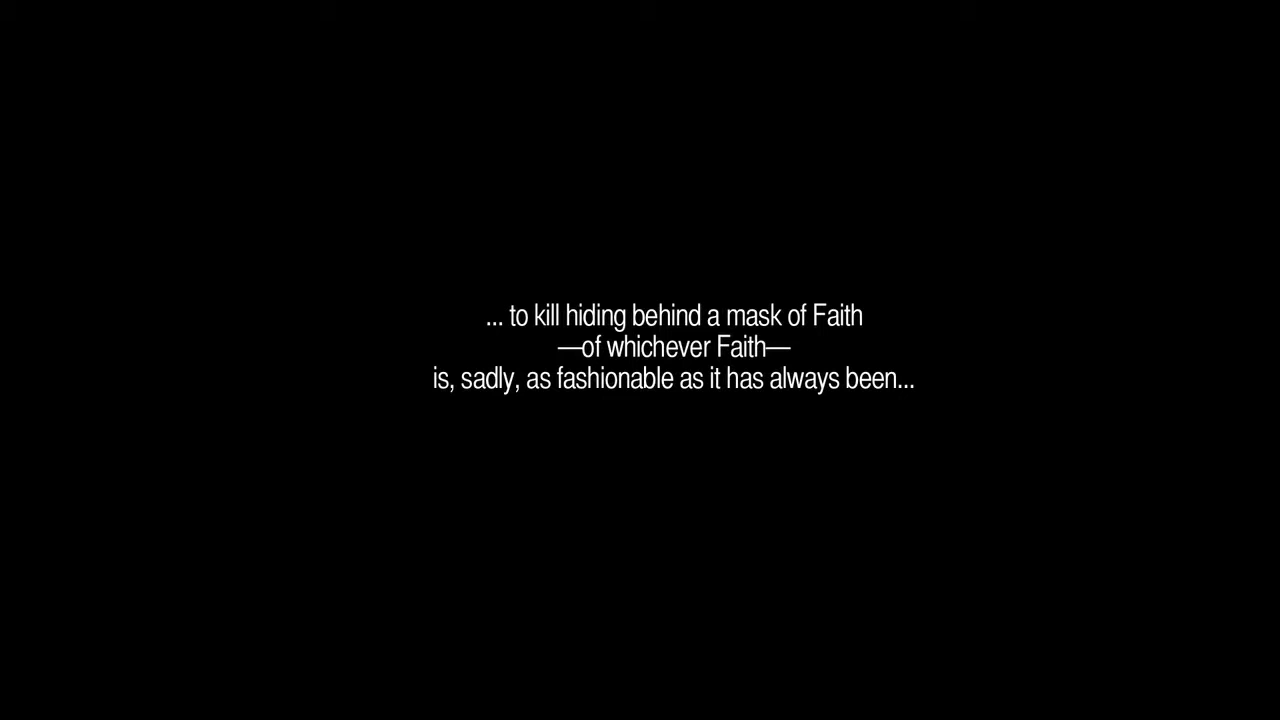 ... to kill hiding behind a mask of Faith
—of whichever Faith—
is, sadly, as fashionable as it has always been...